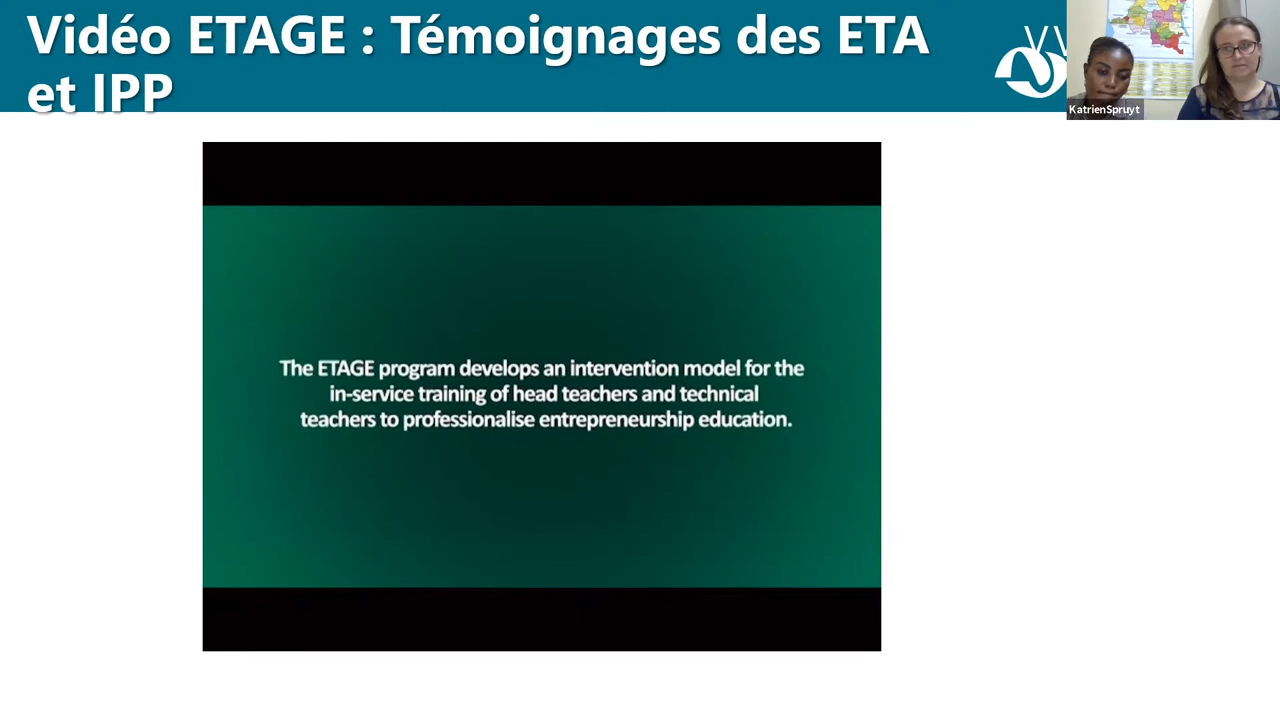 Vidéo ETAGE : Témoignages des ETA
et IPP
KatrienSpruyt
The ETAGE program develops an intervention model for the
in-service training of head teachers and technical
teachers to professionalise entrepreneurship education.